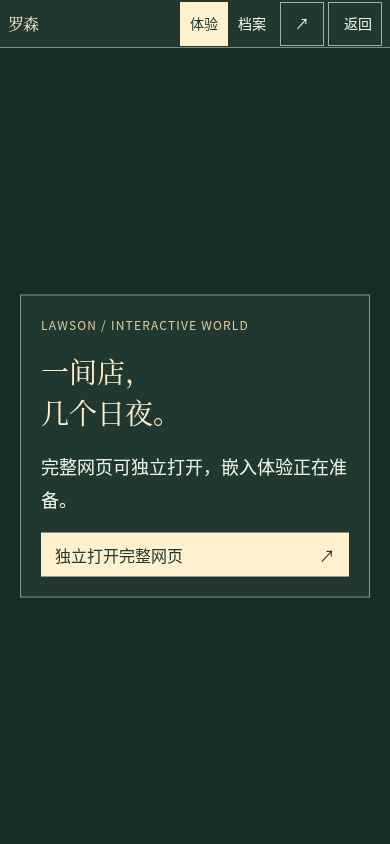 罗森
体验
档案
↗
返回
LAWSON / INTERACTIVE WORLD
一间店，
几个日夜。
完整网页可独立打开，嵌入体验正在准
备。
独立打开完整网页 ↗